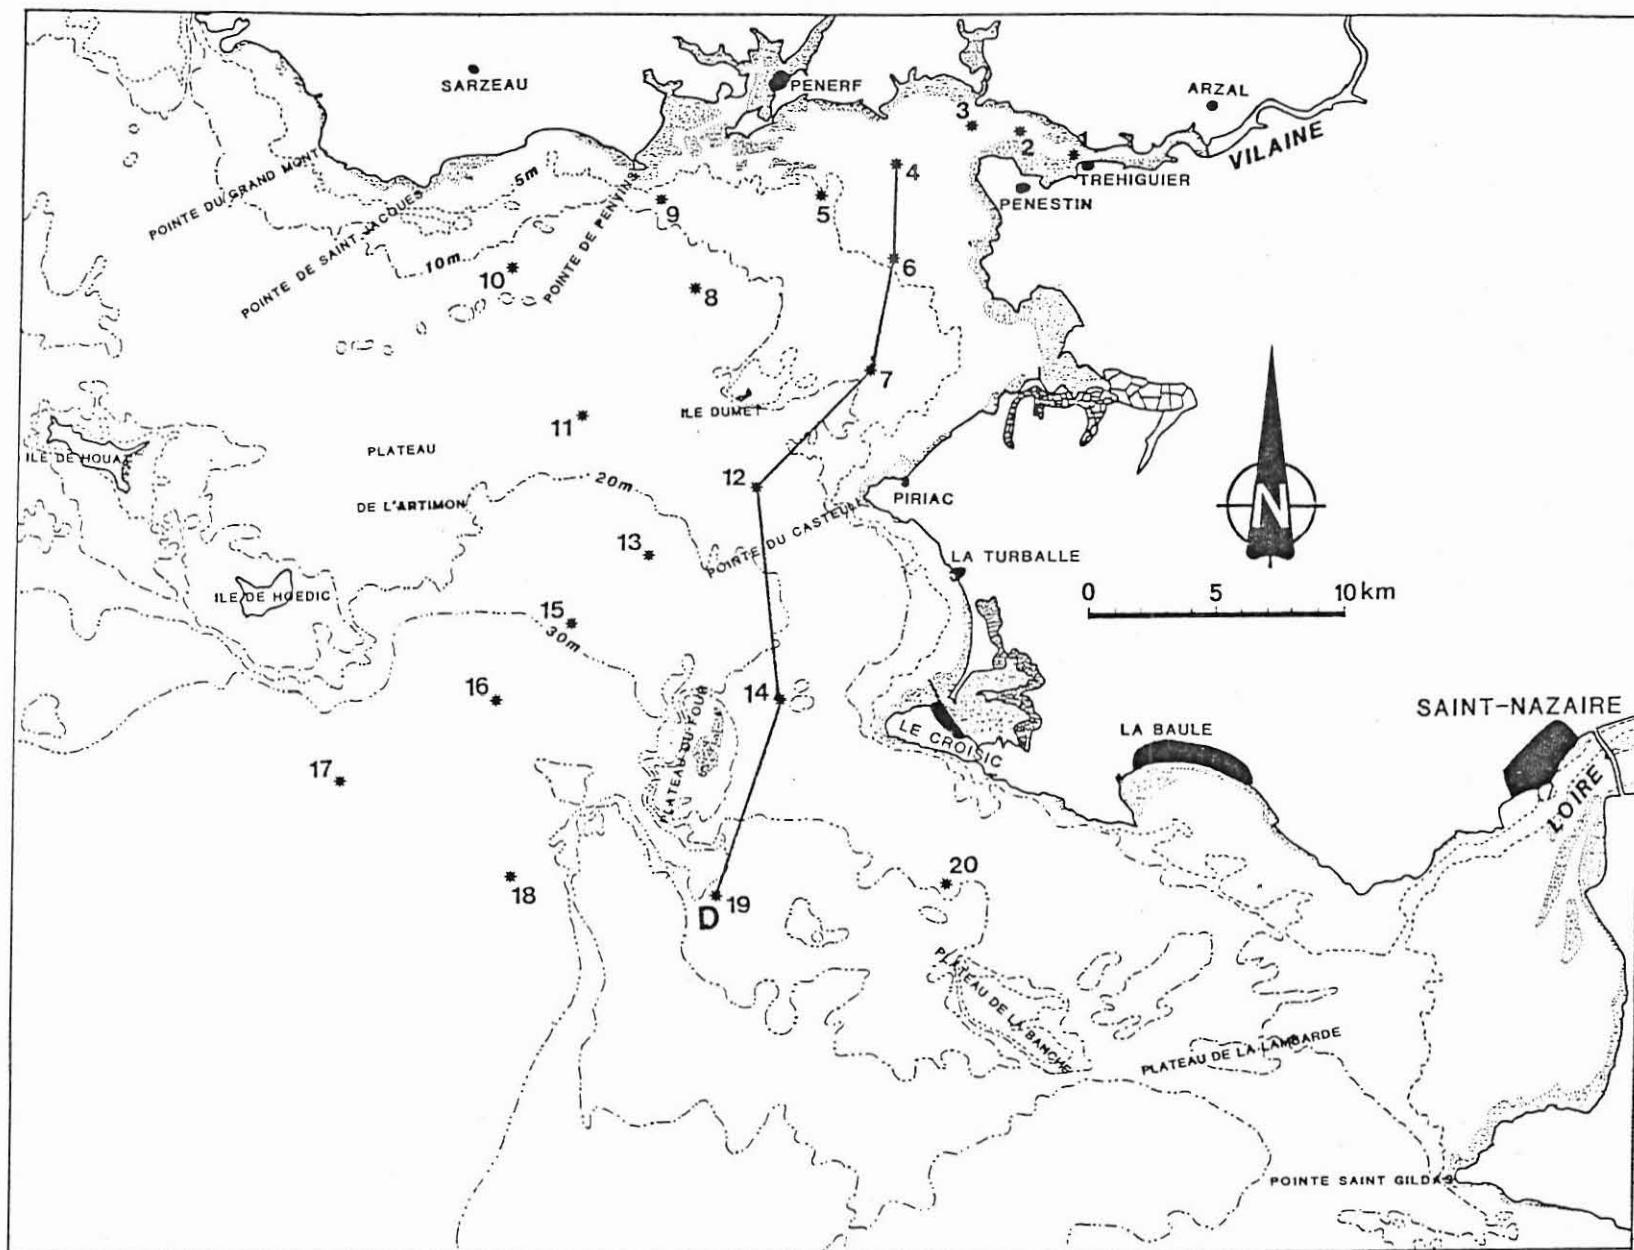 SARZEAU
PENERF
ARZAL
VILAINE
3
2
1
TREHIGUIER
PENESTIN
4
5
6
5m
9
10m
10
8
POINTE DU GRAND MONT
POINTE DE SAINT JACQUES
POINTE DE PENVINS
7
ILE DUMET
11
PLATEAU
DE L'ARTIMON
ILE DE HOUAT
20m
12
PIRIAC
POINTE DU CASTELLI
N
13
LA TURBALLE
ILE DE HOEDIC
0 5 10 km
15
30m
16
14
PLATEAU DU FOUR
LE CROISIC
LA BAULE
SAINT-NAZAIRE
LOIRE
17
18
19
D
20
PLATEAU DE LA BANCHE
PLATEAU DE LA LAMBARDE
POINTE SAINT GILDAS